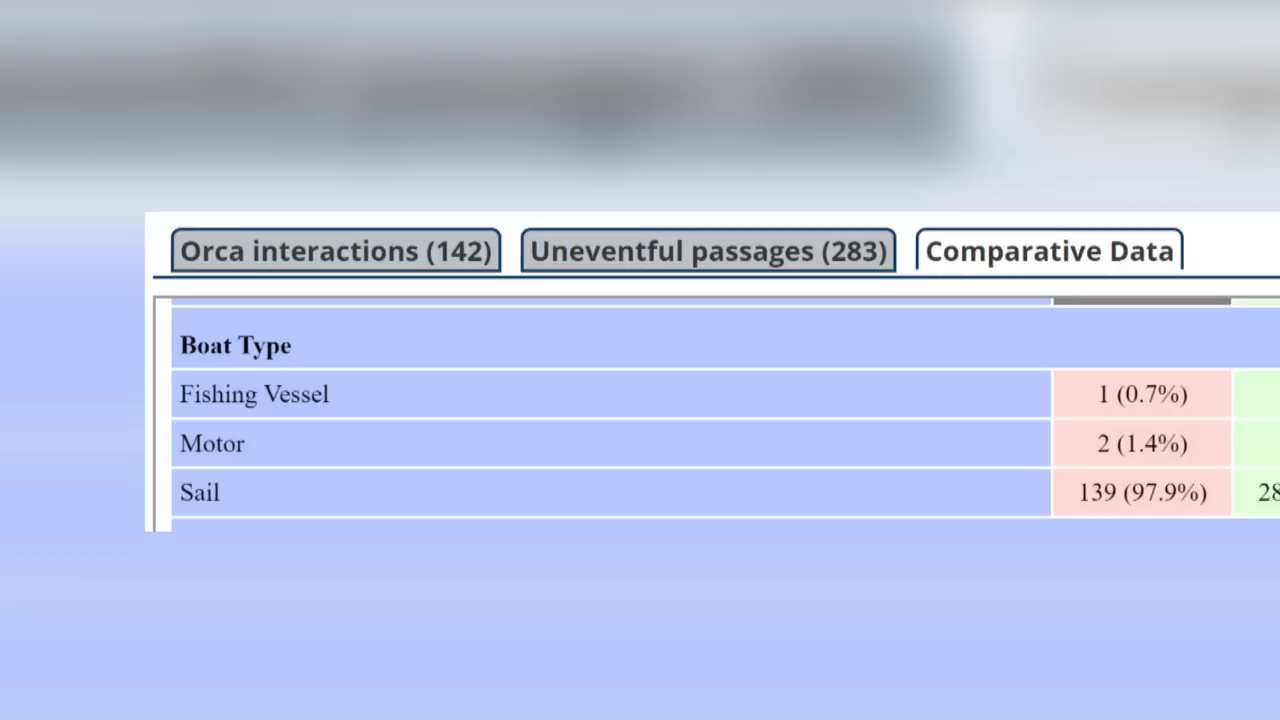 Orca interactions (142) Uneventful passages (283) Comparative Data
Boat Type
Fishing Vessel 1 (0.7%)
Motor 2 (1.4%)
Sail 139 (97.9%) 28